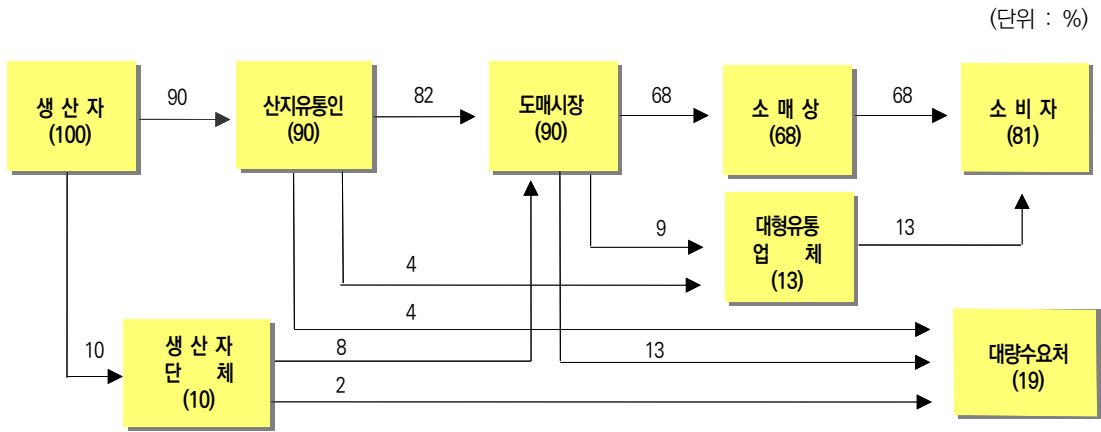 (단위 : %)
생 산 자
(100)
90
산지유통인
(90)
82
도매시장
(90)
68
소 매 상
(68)
68
소 비 자
(81)
대형유통
업 체
(13)
9
13
4
4
10
생 산 자
단 체
(10)
8
2
13
대량수요처
(19)